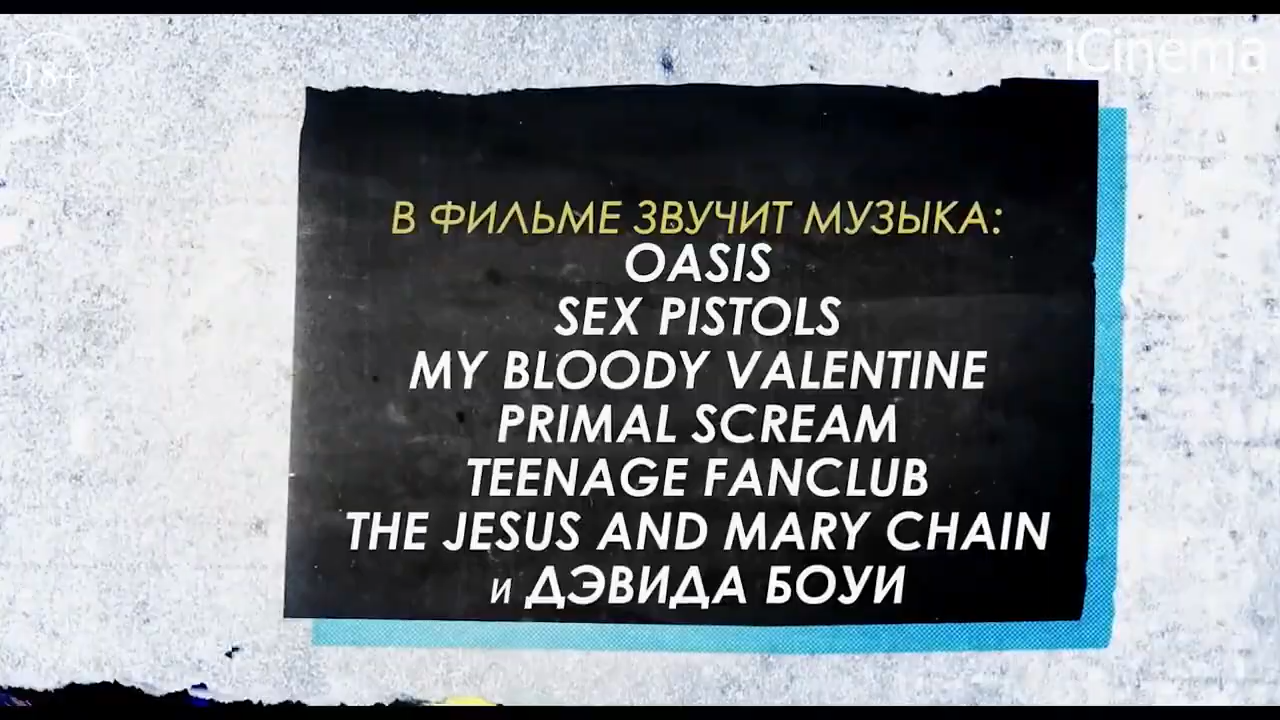 18+
iCinema
В ФИЛЬМЕ ЗВУЧИТ МУЗЫКА:
OASIS
SEX PISTOLS
MY BLOODY VALENTINE
PRIMAL SCREAM
TEENAGE FANCLUB
THE JESUS AND MARY CHAIN
и ДЭВИДА БОУИ